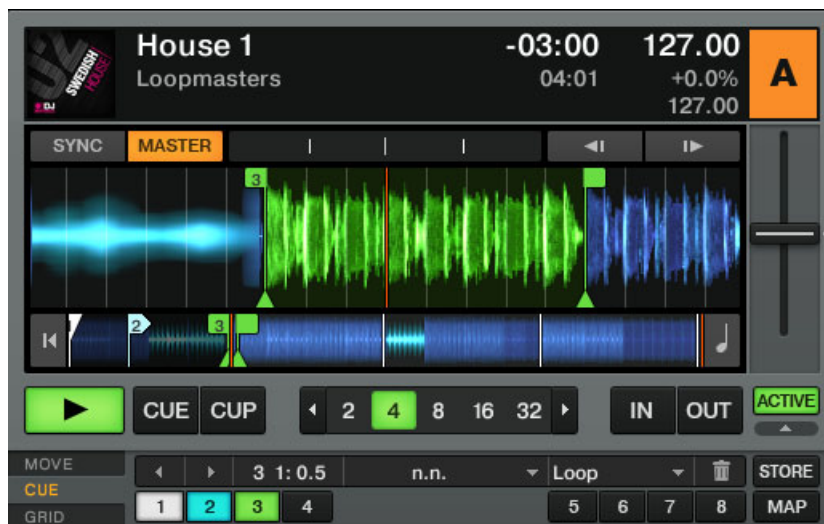 SWEDISH
HOUSE
DJ
House 1
Loopmasters
-03:00
04:01
127.00
+0.0%
127.00
A
SYNC MASTER
3
2 3
CUE CUP 2 4 8 16 32 IN OUT ACTIVE
MOVE
CUE
GRID
3 1:0.5 n.n. Loop STORE
1 2 3 4 5 6 7 8 MAP